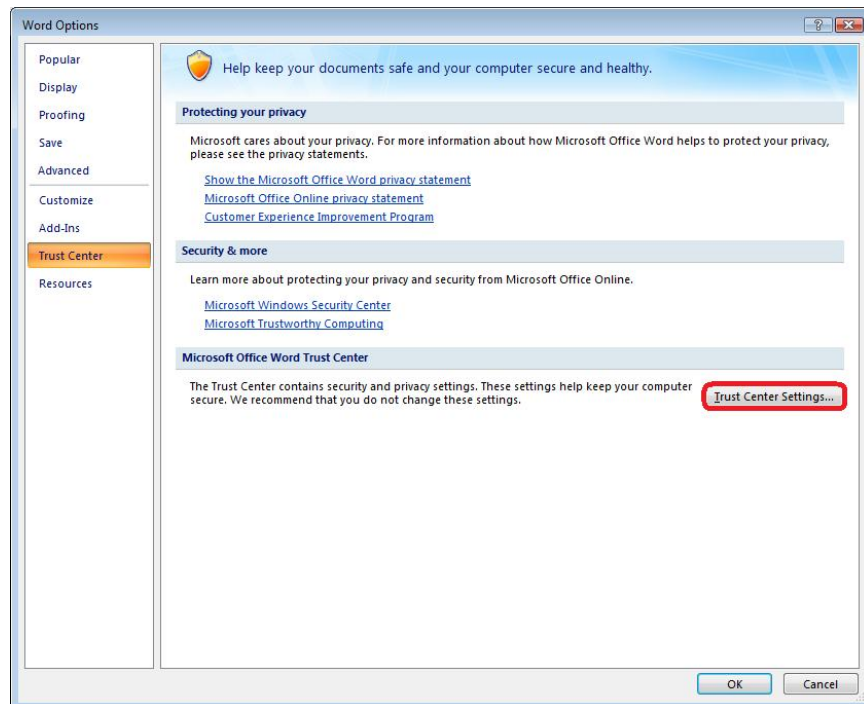 Word Options
Popular
Display
Proofing
Save
Advanced
Customize
Add-Ins
Trust Center
Resources
Help keep your documents safe and your computer secure and healthy.
Protecting your privacy
Microsoft cares about your privacy. For more information about how Microsoft Office Word helps to protect your privacy,
please see the privacy statements.
Show the Microsoft Office Word privacy statement
Microsoft Office Online privacy statement
Customer Experience Improvement Program
Security & more
Learn more about protecting your privacy and security from Microsoft Office Online.
Microsoft Windows Security Center
Microsoft Trustworthy Computing
Microsoft Office Word Trust Center
The Trust Center contains security and privacy settings. These settings help keep your computer
secure. We recommend that you do not change these settings.
Trust Center Settings...
OK
Cancel